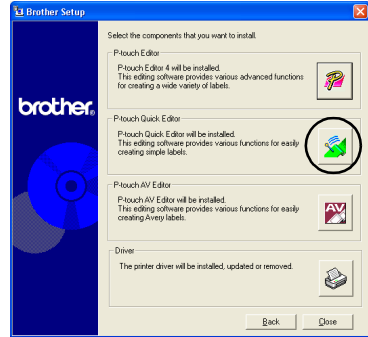 Brother Setup
Select the components that you want to install.
P-touch Editor
P-touch Editor 4 will be installed.
This editing software provides various advanced functions
for creating a wide variety of labels.
brother®
P-touch Quick Editor
P-touch Quick Editor will be installed.
This editing software provides various functions for easily
creating simple labels.
P-touch AV Editor
P-touch AV Editor will be installed.
This editing software provides various functions for easily
creating Avery labels.
AV
Driver
The printer driver will be installed, updated or removed.
Back
Close